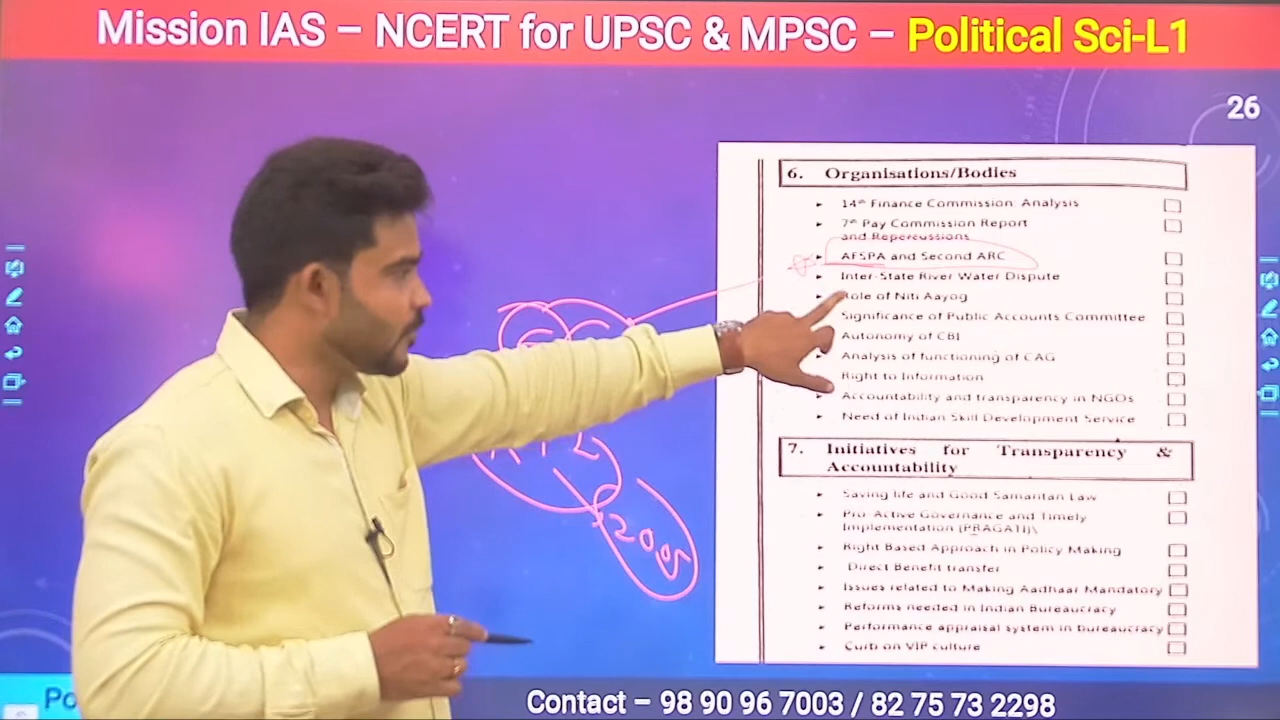 Mission IAS – NCERT for UPSC & MPSC – Political Sci-L1
26
6. Organisations/Bodies
14th Finance Commission: Analysis
7th Pay Commission Report
and Repercussions
AFSPA and Second ARC
Inter-State River Water Dispute
Role of Niti Aayog
Significance of Public Accounts Committee
Autonomy of CBI
Analysis of functioning of CAG
Right to Information
Accountability and transparency in NGOs
Need of Indian Skill Development Service
7. Initiatives for Transparency &
Accountability
Saving life and Good Samaritan Law
Pro-Active Governance and Timely
Implementation (PRAGATI)\
Right Based Approach in Policy Making
Direct Benefit transfer
Issues related to Making Aadhaar Mandatory
Reforms needed in Indian Bureaucracy
Performance appraisal system in bureaucracy
Curb on VIP culture
2005
Po
Contact – 98 90 96 7003 / 82 75 73 2298